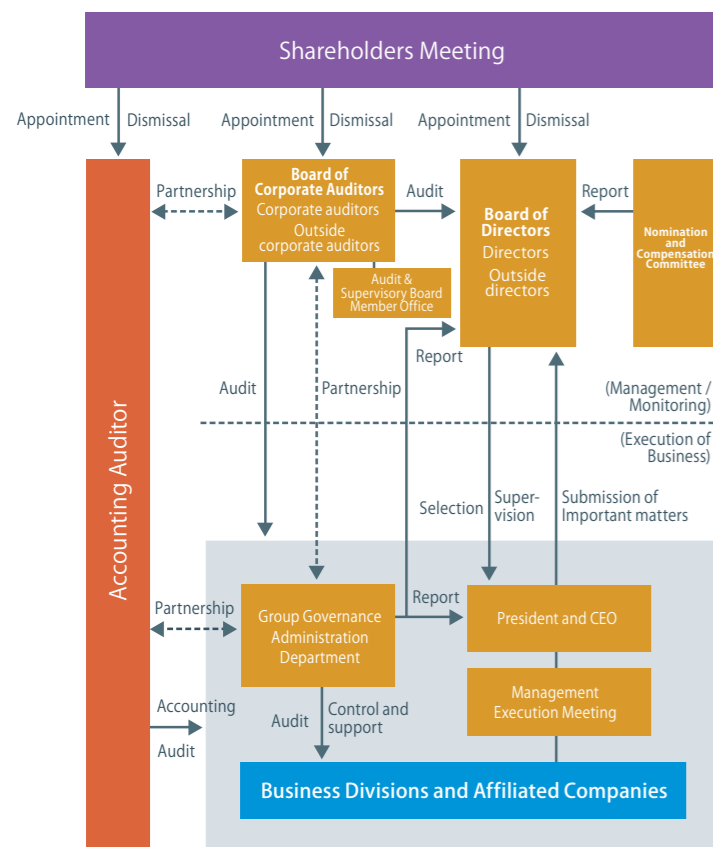 Shareholders Meeting
Appointment
Dismissal
Appointment
Dismissal
Appointment
Dismissal
Accounting Auditor
Partnership
Board of
Corporate Auditors
Corporate auditors
Outside
corporate auditors
Audit
Board of
Directors
Directors
Outside
directors
Report
Nomination
and
Compensation
Committee
Audit &
Supervisory Board
Member Office
Report
Audit
Partnership
(Management /
Monitoring)
(Execution of
Business)
Selection
Super-
vision
Submission of
Important matters
Partnership
Group Governance
Administration
Department
Report
President and CEO
Accounting
Audit
Audit
Control and
support
Management
Execution Meeting
Business Divisions and Affiliated Companies